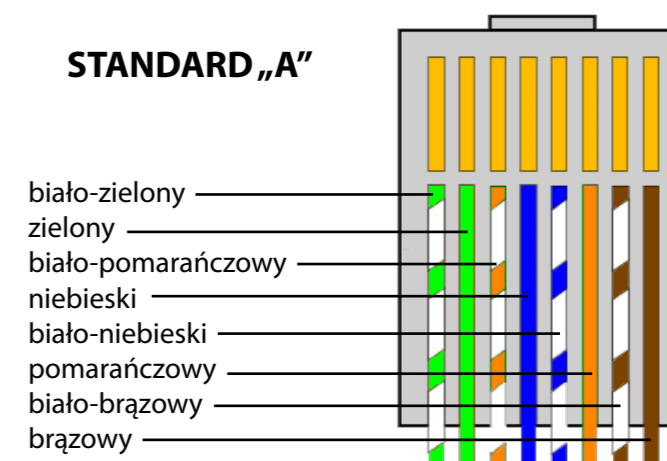 STANDARD „A”
biało-zielony
zielony
biało-pomarańczowy
niebieski
biało-niebieski
pomarańczowy
biało-brązowy
brązowy